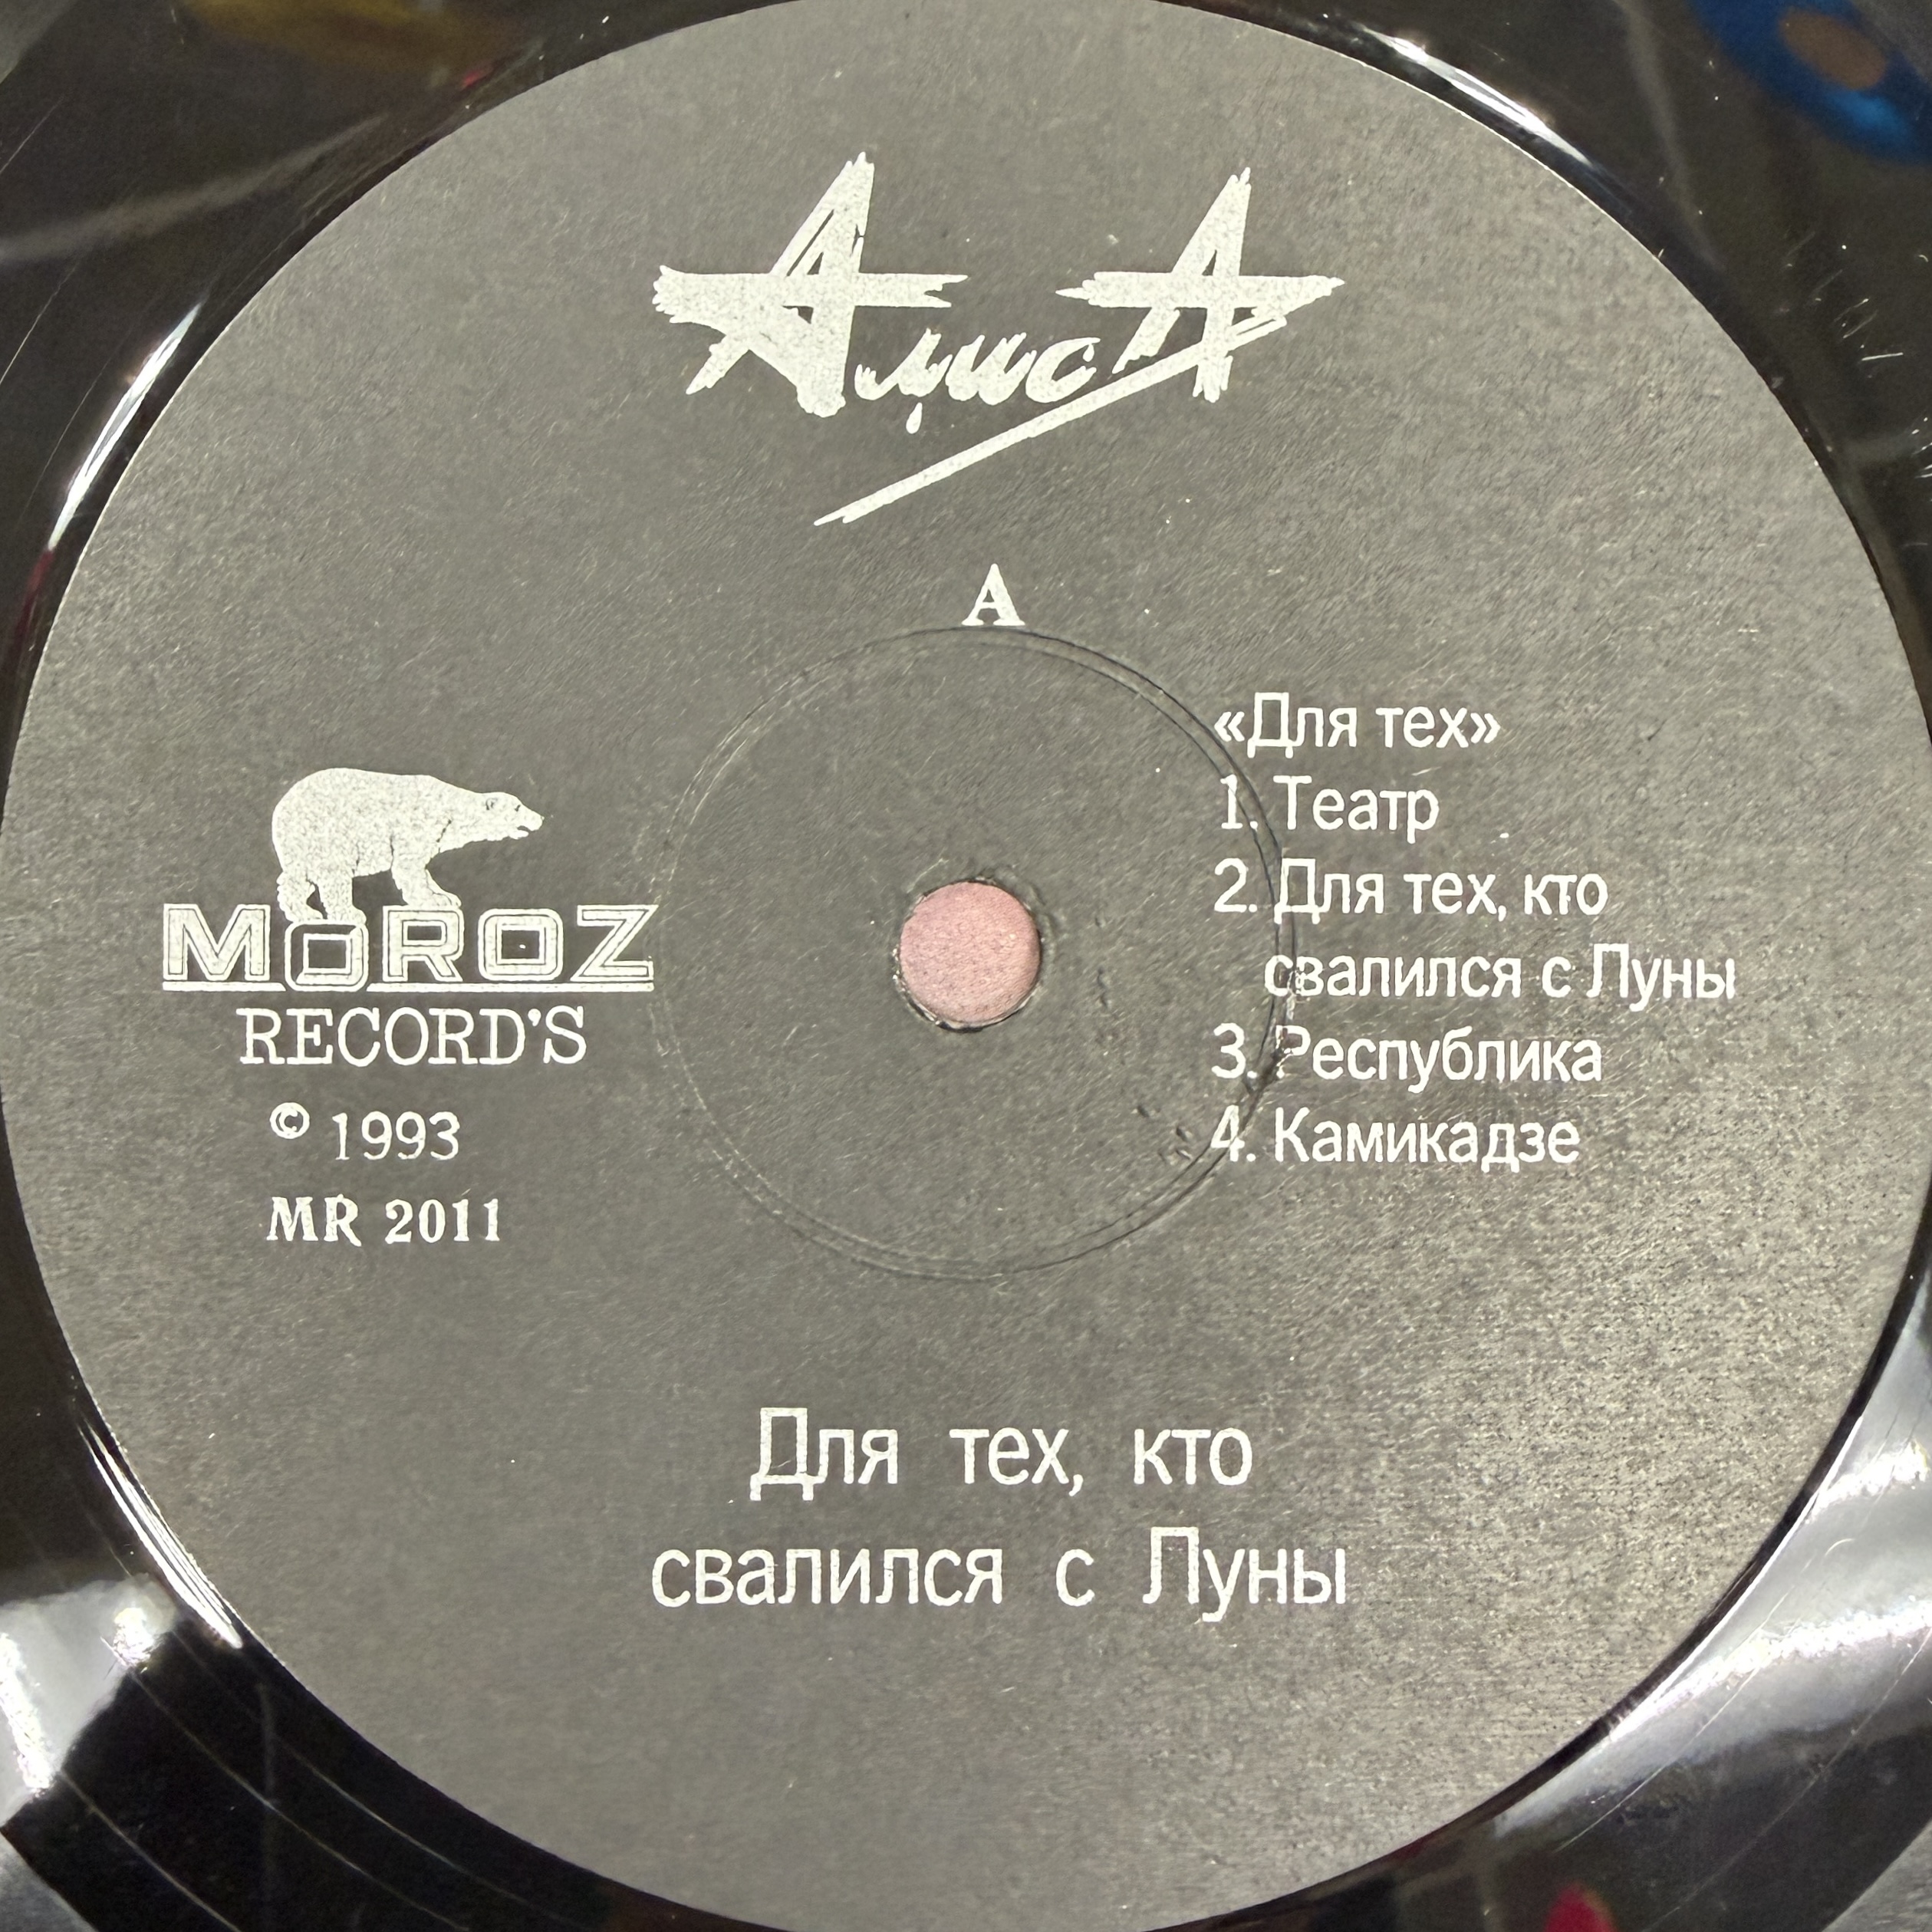 АлисА
A
«Для тех»
1. Театр
2. Для тех, кто
свалился с Луны
3. Республика
4. Камикадзе
MOROZ
RECORD'S
© 1993
MR 2011
Для тех, кто
свалился с Луны